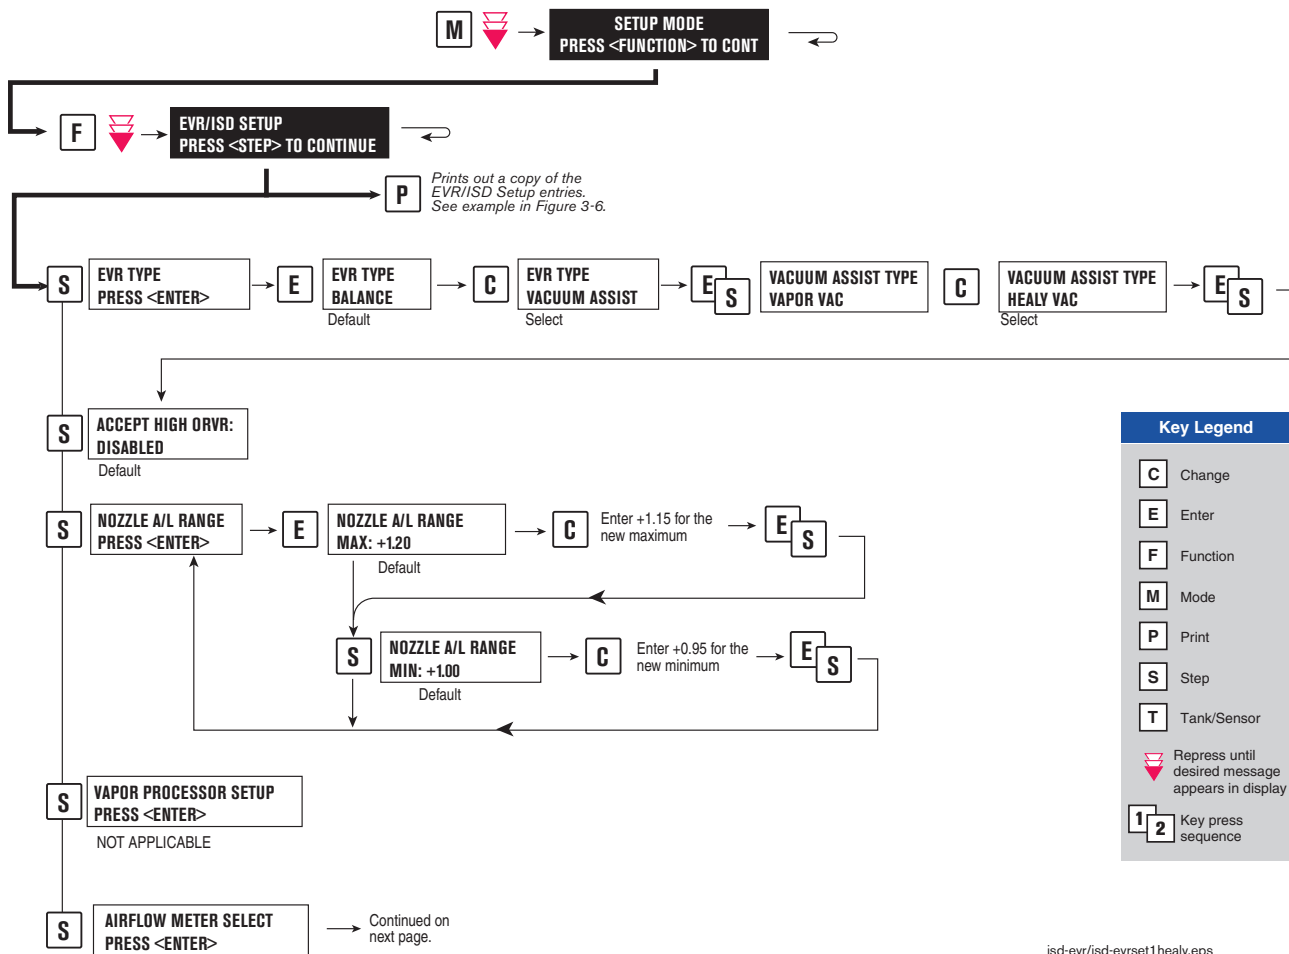 M
SETUP MODE
PRESS <FUNCTION> TO CONT
F
EVR/ISD SETUP
PRESS <STEP> TO CONTINUE
P
Prints out a copy of the
EVR/ISD Setup entries.
See example in Figure 3-6.
S
EVR TYPE
PRESS <ENTER>
E
EVR TYPE
BALANCE
Default
C
EVR TYPE
VACUUM ASSIST
Select
E
S
VACUUM ASSIST TYPE
VAPOR VAC
C
VACUUM ASSIST TYPE
HEALY VAC
Select
E
S
S
ACCEPT HIGH ORVR:
DISABLED
Default
S
NOZZLE A/L RANGE
PRESS <ENTER>
E
NOZZLE A/L RANGE
MAX: +1.20
Default
C
Enter +1.15 for the
new maximum
E
S
S
NOZZLE A/L RANGE
MIN: +1.00
Default
C
Enter +0.95 for the
new minimum
E
S
S
VAPOR PROCESSOR SETUP
PRESS <ENTER>
NOT APPLICABLE
S
AIRFLOW METER SELECT
PRESS <ENTER>
Continued on
next page.
Key Legend
C Change
E Enter
F Function
M Mode
P Print
S Step
T Tank/Sensor
Repress until
desired message
appears in display
1 2 Key press
sequence
isd-evr/isd-evrset1healy.eps